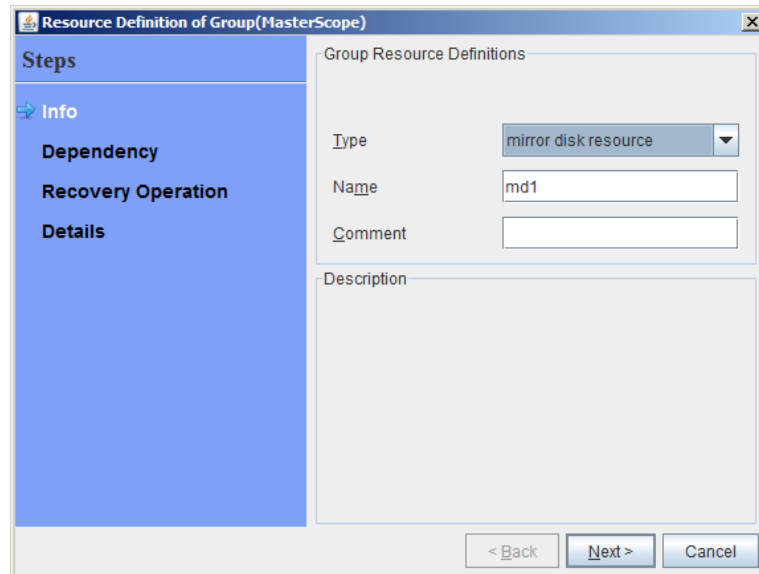 Resource Definition of Group(MasterScope)
Steps
Info
Dependency
Recovery Operation
Details
Group Resource Definitions
Type
mirror disk resource
Name
md1
Comment
Description
< Back
Next >
Cancel